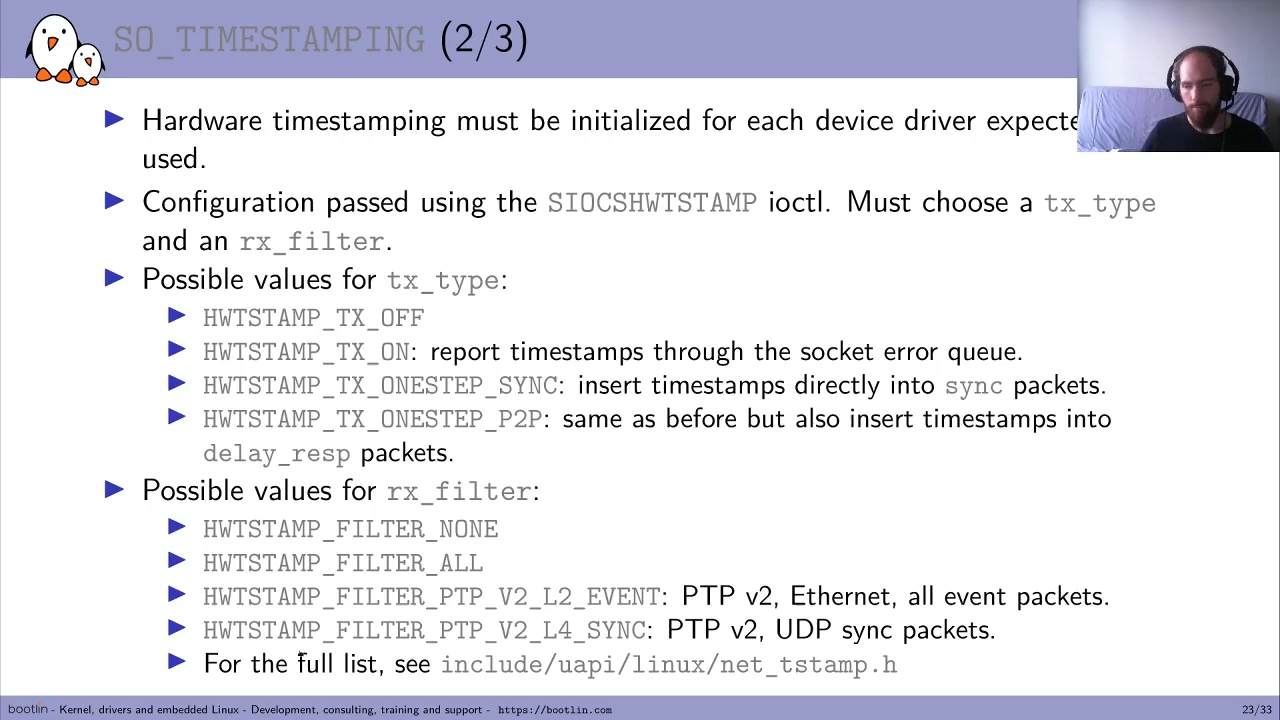 SO_TIMESTAMPING (2/3)
Hardware timestamping must be initialized for each device driver
used.
Configuration passed using the SIOCSHWTSTAMP ioctl. Must choose a tx_type
and an rx_filter.
Possible values for tx_type:
HWTSTAMP_TX_OFF
HWTSTAMP_TX_ON: report timestamps through the socket error queue.
HWTSTAMP_TX_ONESTEP_SYNC: insert timestamps directly into sync packets.
HWTSTAMP_TX_ONESTEP_P2P: same as before but also insert timestamps into
delay_resp packets.
Possible values for rx_filter:
HWTSTAMP_FILTER_NONE
HWTSTAMP_FILTER_ALL
HWTSTAMP_FILTER_PTP_V2_L2_EVENT: PTP v2, Ethernet, all event packets.
HWTSTAMP_FILTER_PTP_V2_L4_SYNC: PTP v2, UDP sync packets.
For the full list, see include/uapi/linux/net_tstamp.h
bootlin - Kernel, drivers and embedded Linux - Development, consulting, training and support - https://bootlin.com
23/33